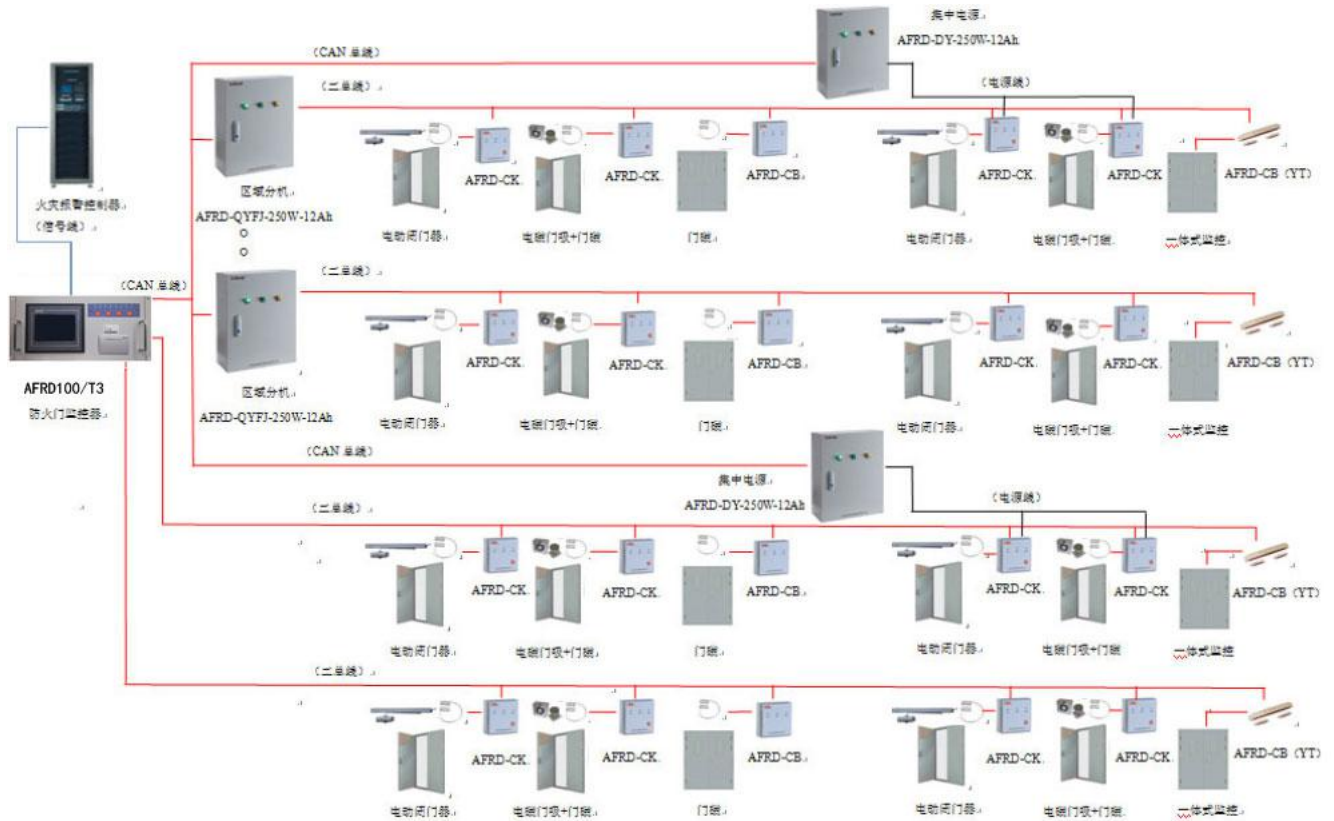 集中电源
AFRD-DY-250W-12Ah
（CAN 总线）
（二总线）
（电源线）
火灾报警控制器
（信号线）
AFRD-CK
AFRD-CK
AFRD-CB
AFRD-CK
AFRD-CK
AFRD-CB（YT）
区域分机
AFRD-QYFJ-250W-12Ah
电动闭门器
电磁门吸+门磁
门磁
电动闭门器
电磁门吸+门磁
一体式监控
（二总线）
（CAN 总线）
AFRD-CK
AFRD-CK
AFRD-CB
AFRD-CK
AFRD-CK
AFRD-CB（YT）
AFRD100/T3
防火门监控器
区域分机
AFRD-QYFJ-250W-12Ah
电动闭门器
电磁门吸+门磁
门磁
电动闭门器
电磁门吸+门磁
一体式监控
（CAN 总线）
集中电源
AFRD-DY-250W-12Ah
（电源线）
（二总线）
AFRD-CK
AFRD-CK
AFRD-CB
AFRD-CK
AFRD-CK
AFRD-CB（YT）
电动闭门器
电磁门吸+门磁
门磁
电动闭门器
电磁门吸+门磁
一体式监控
（二总线）
AFRD-CK
AFRD-CK
AFRD-CB
AFRD-CK
AFRD-CK
AFRD-CB（YT）
电动闭门器
电磁门吸+门磁
门磁
电动闭门器
电磁门吸+门磁
一体式监控